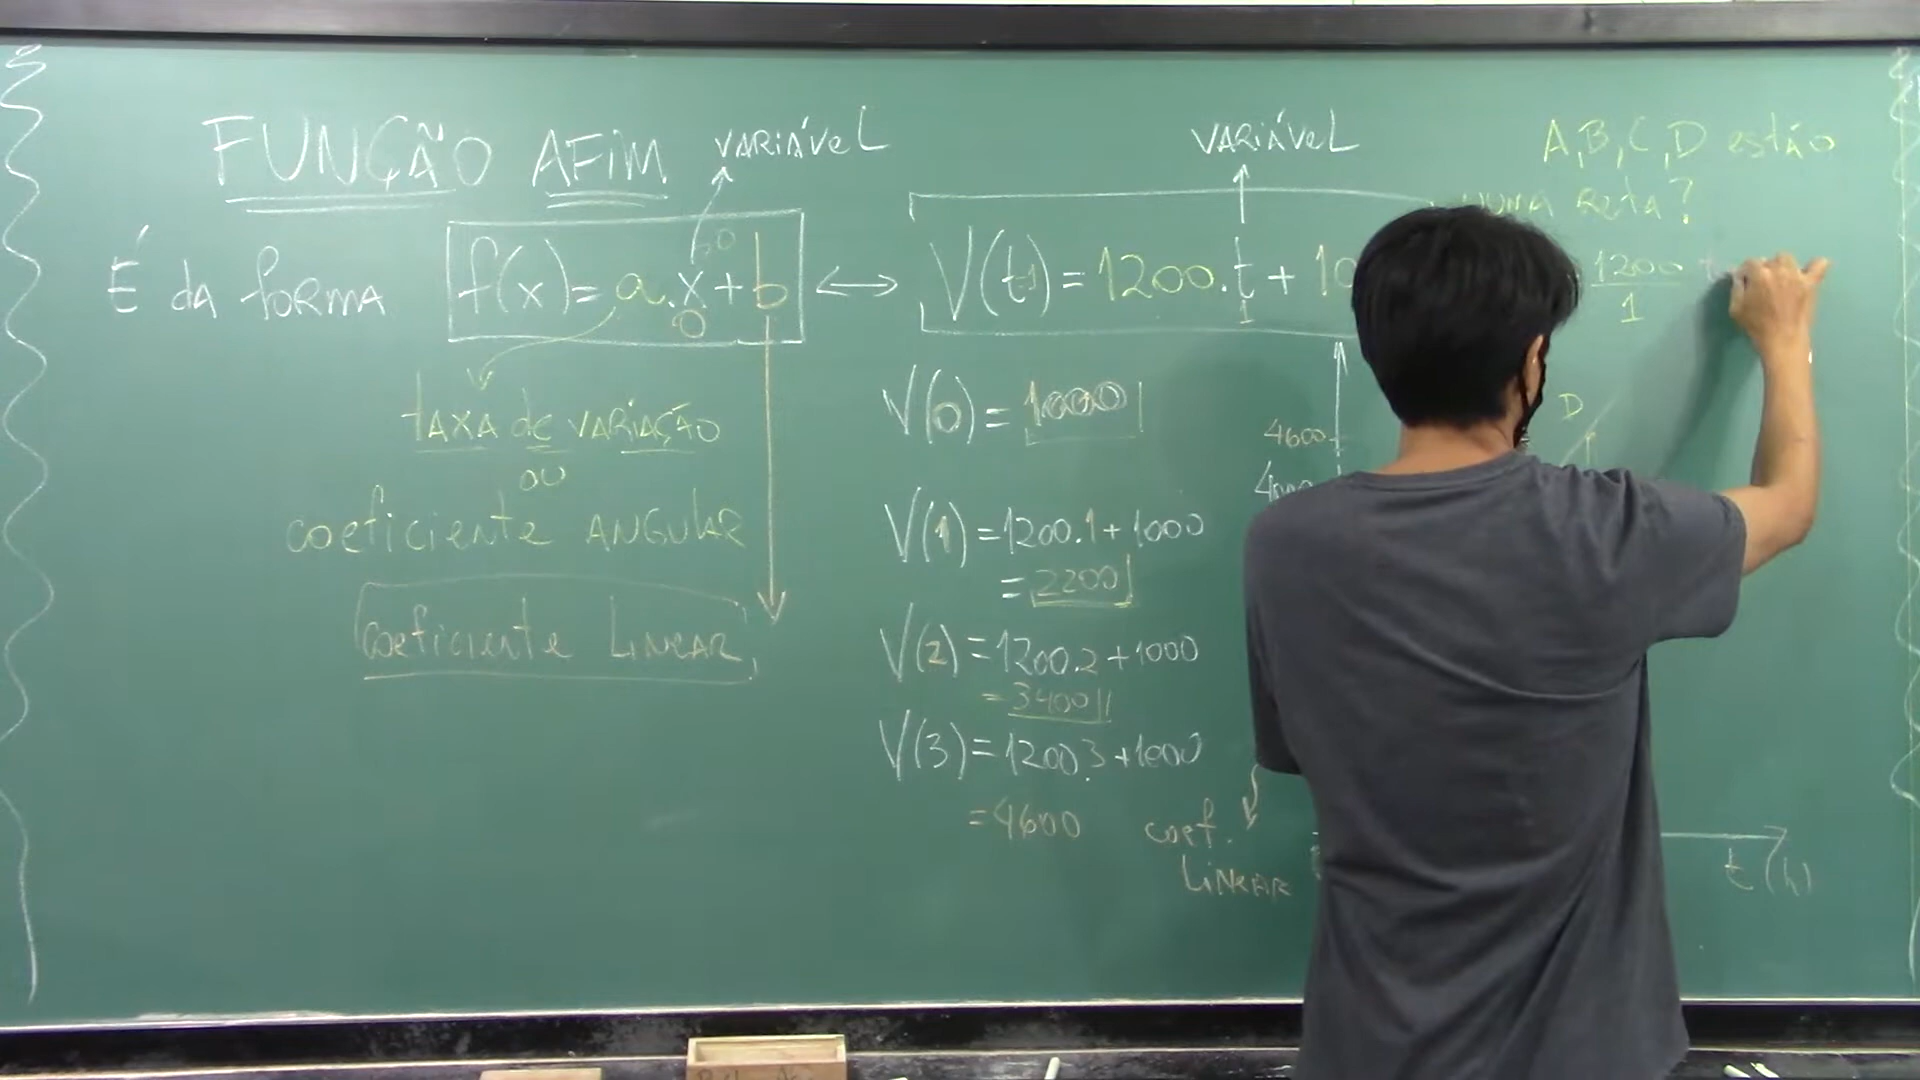 FUNÇÃO AFIM
VARIÁVEL
É DA FORMA f(x)=a.x+b ↔
0
TAXA DE VARIAÇÃO
OU
COEFICIENTE ANGULAR
COEFICIENTE LINEAR
VARIÁVEL
V(t)=1200.t+10
1
V(0)=1000
V(1)=1200.1+1000
=2200
V(2)=1200.2+1000
=3400
V(3)=1200.3+1000
=4600
COEF.
LINEAR
A,B,C,D estão
NUMA RETA?
1200
1
D
4600
t(h)